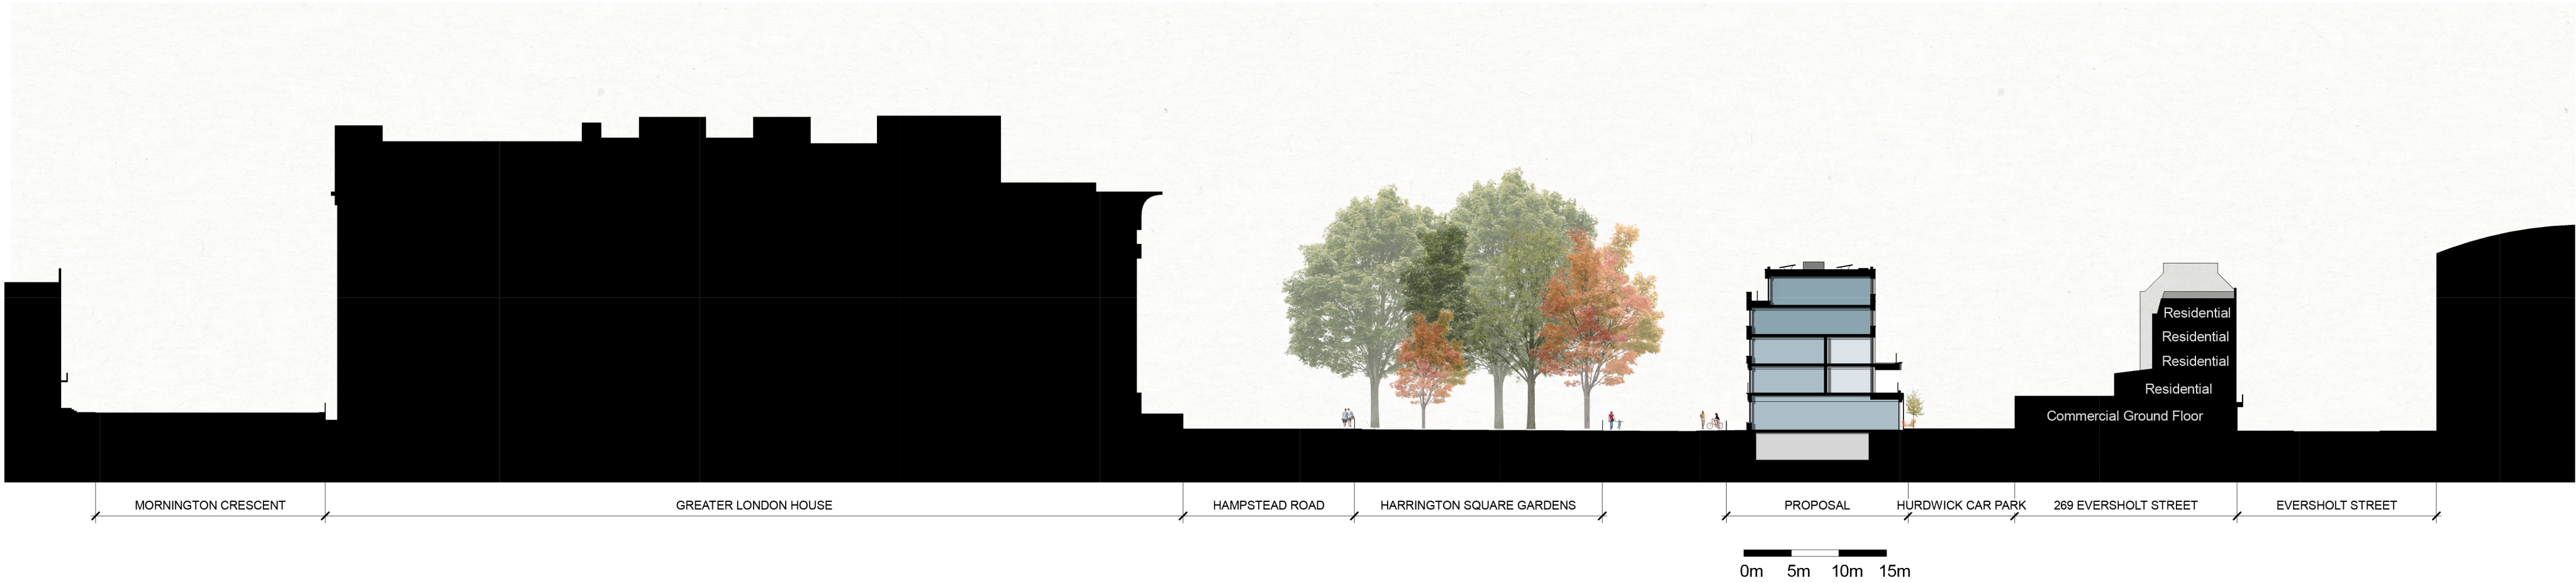 Residential
Residential
Residential
Residential
Commercial Ground Floor
MORNINGTON CRESCENT
GREATER LONDON HOUSE
HAMPSTEAD ROAD
HARRINGTON SQUARE GARDENS
PROPOSAL
HURDWICK CAR PARK
269 EVERSHOLT STREET
EVERSHOLT STREET
0m 5m 10m 15m